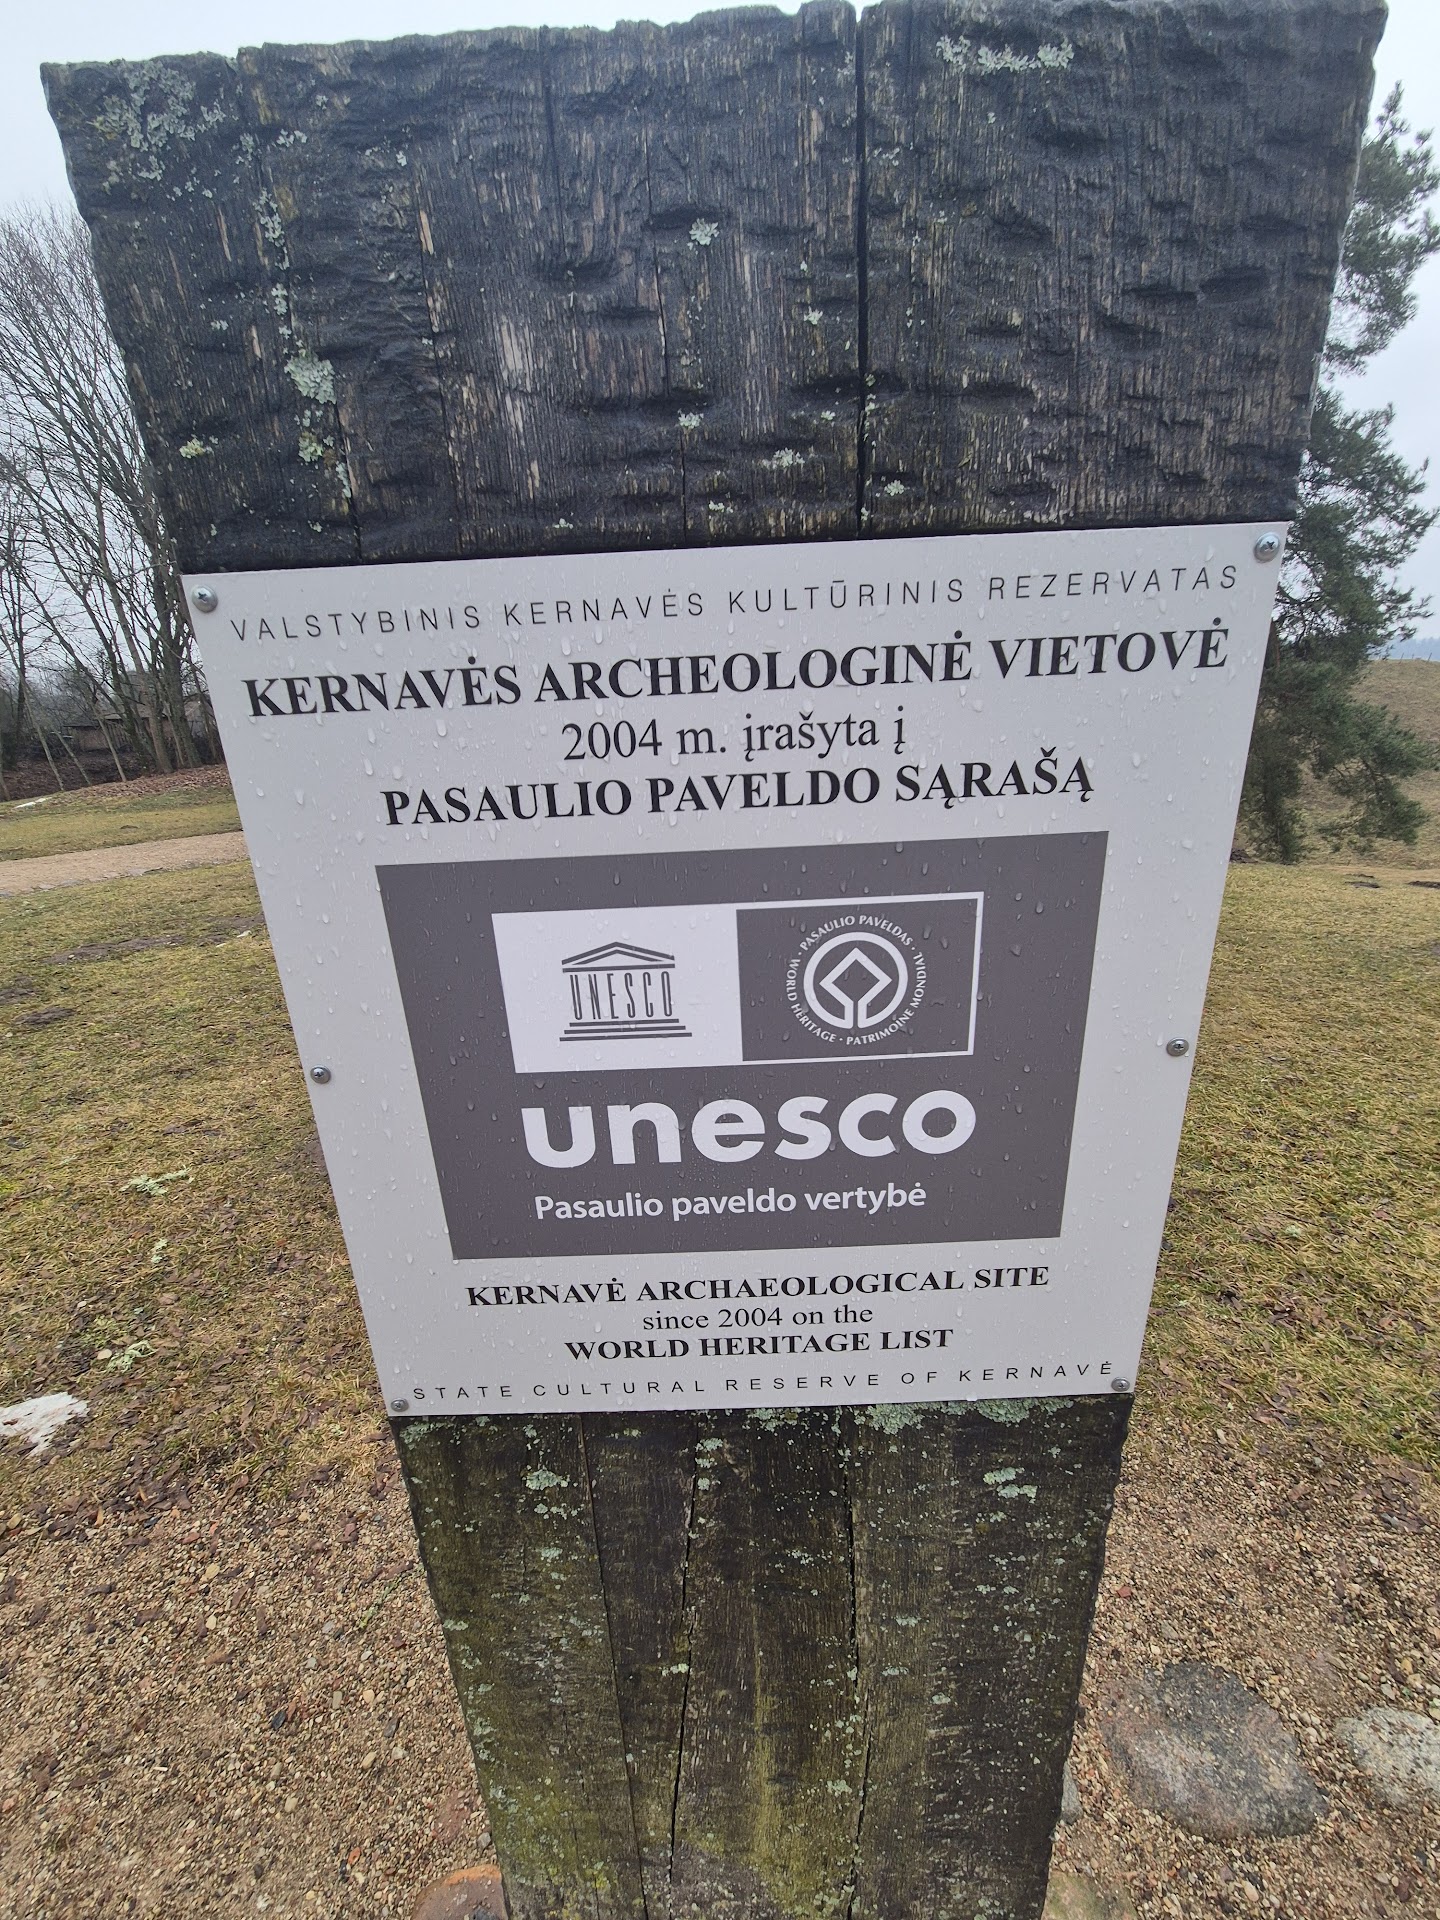 VALSTYBINIS KERNAVĖS KULTŪRINIS REZERVATAS
KERNAVĖS ARCHEOLOGINĖ VIETOVĖ
2004 m. įrašyta į
PASAULIO PAVELDO SĄRAŠĄ
UNESCO
PASAULIO PAVELDAS · WORLD HERITAGE · PATRIMOINE MONDIAL ·
unesco
Pasaulio paveldo vertybė
KERNAVĖ ARCHAEOLOGICAL SITE
since 2004 on the
WORLD HERITAGE LIST
STATE CULTURAL RESERVE OF KERNAVĖ